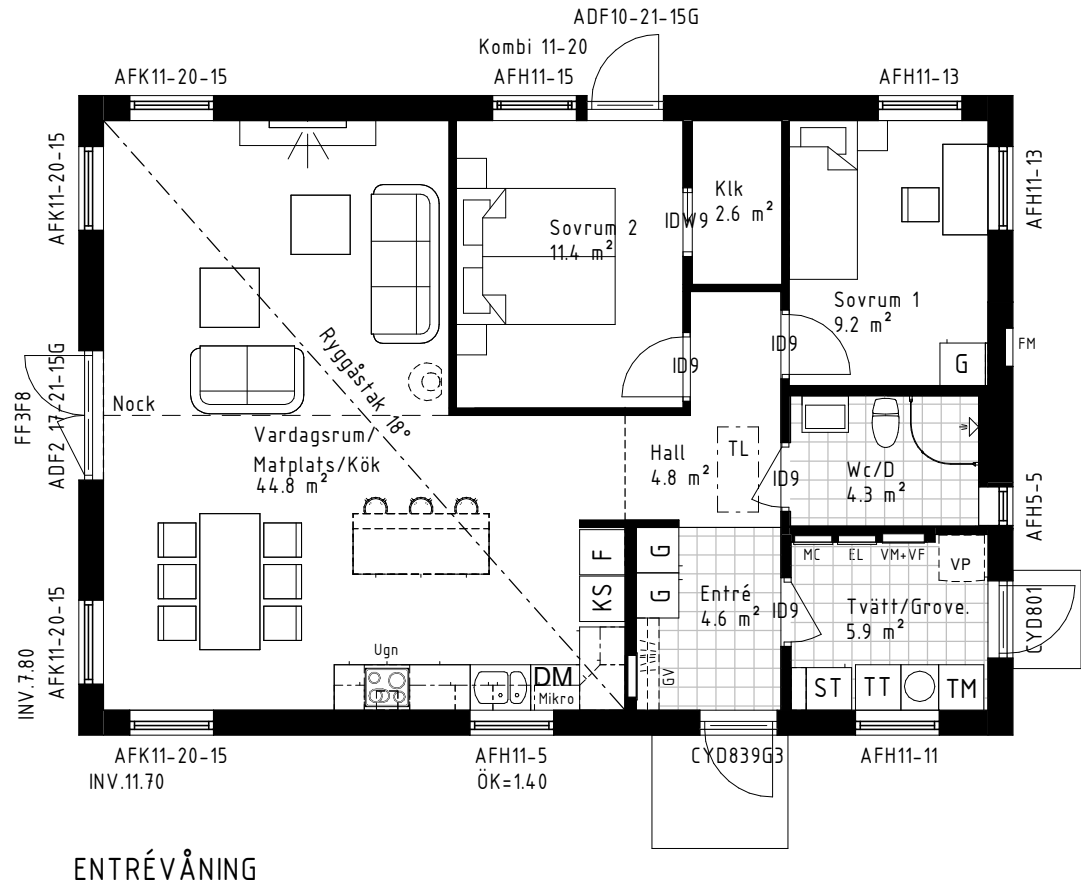 ADF10-21-15G
Kombi 11-20
AFK11-20-15
AFH11-15
AFH11-13
AFK11-20-15
AFH11-13
Klk
2.6 m²
IDW9
Sovrum 2
11.4 m²
Sovrum 1
9.2 m²
Ryggåstak 18°
ID9
ID9
FM
G
FF3F8
ADF2 17-21-15G
Nock
Vardagsrum/
Matplats/Kök
44.8 m²
Hall
4.8 m²
TL
ID9
Wc/D
4.3 m²
AFH5-5
F
G
MC
EL
VM+VF
VP
KS
G
Entré
4.6 m²
ID9
Tvätt/Grove.
5.9 m²
CYD801
INV.7.80
AFK11-20-15
Ugn
DM
Mikro
GV
ST
TT
TM
AFK11-20-15
INV.11.70
AFH11-5
ÖK=1.40
CYD839G3
AFH11-11
ENTRÉVÅNING